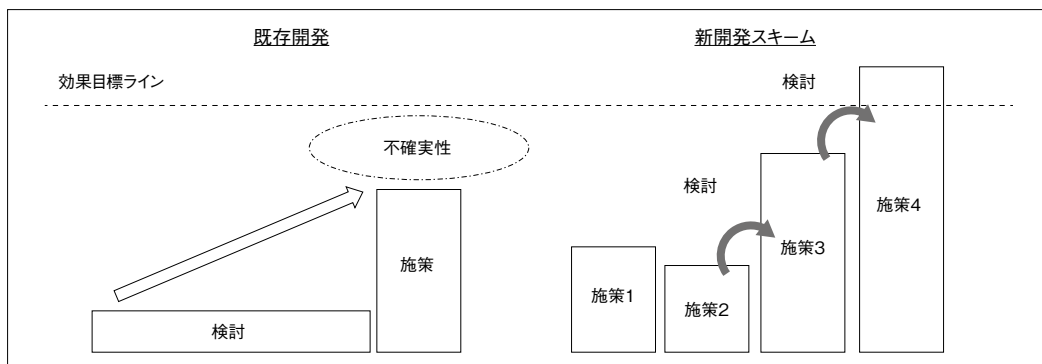 既存開発
新開発スキーム
効果目標ライン
検討
不確実性
検討
施策4
施策
施策3
施策1
施策2
検討